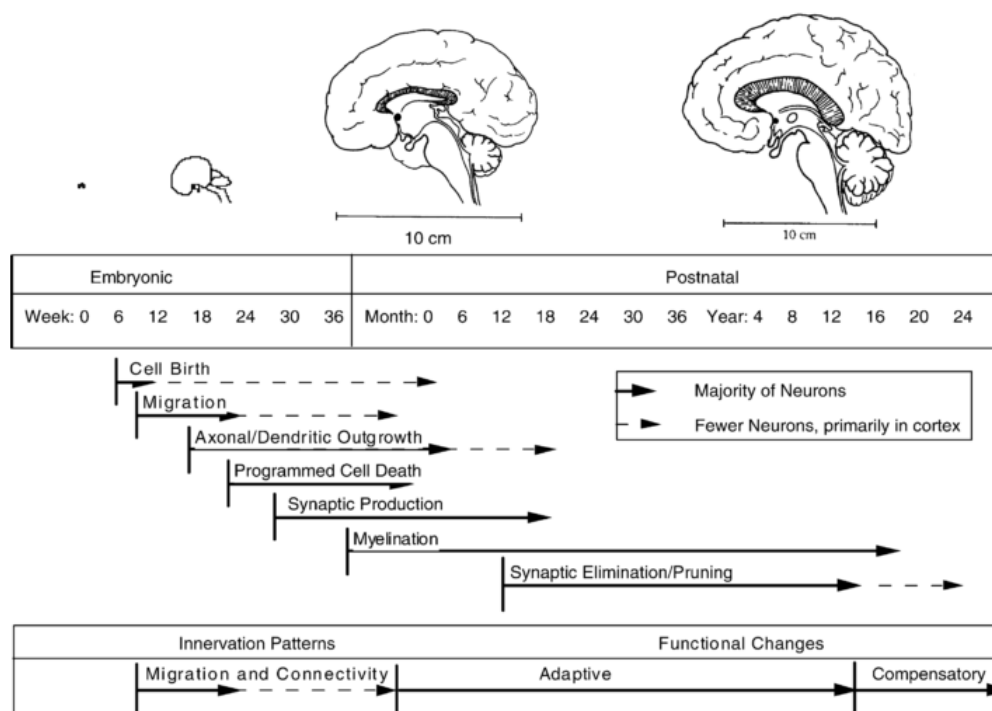 10 cm
10 cm
Embryonic Postnatal
Week: 0 6 12 18 24 30 36 Month: 0 6 12 18 24 30 36 Year: 4 8 12 16 20 24
Cell Birth
Migration
Axonal/Dendritic Outgrowth
Programmed Cell Death
Synaptic Production
Myelination
Synaptic Elimination/Pruning
Majority of Neurons
Fewer Neurons, primarily in cortex
Innervation Patterns Functional Changes
Migration and Connectivity Adaptive Compensatory